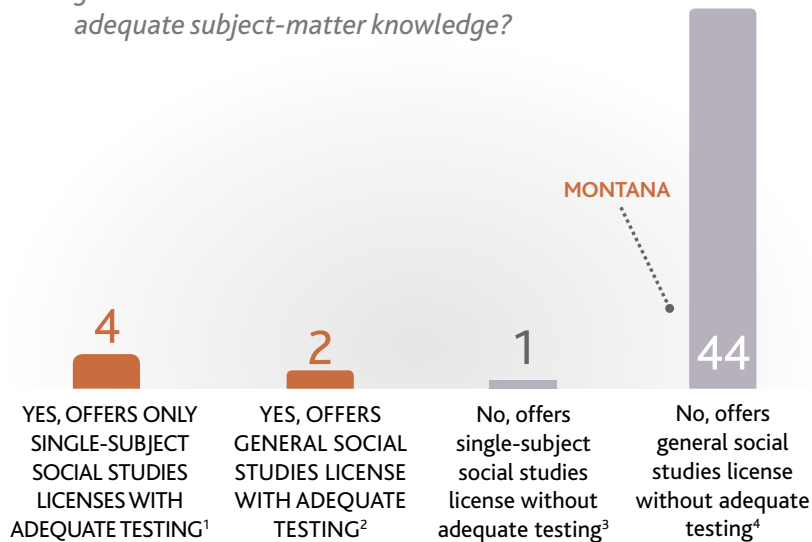 adequate subject-matter knowledge?
MONTANA
4
2
1
44
YES, OFFERS ONLY
SINGLE-SUBJECT
SOCIAL STUDIES
LICENSES WITH
ADEQUATE TESTING¹
YES, OFFERS
GENERAL SOCIAL
STUDIES LICENSE
WITH ADEQUATE
TESTING²
No, offers
single-subject
social studies
license without
adequate testing³
No, offers
general social
studies license
without adequate
testing⁴